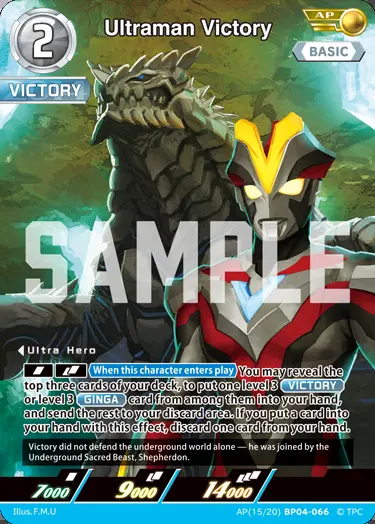 2
Ultraman Victory
AP
BASIC
VICTORY
SAMPLE
Ultra Hero
When this character enters play You may reveal the
top three cards of your deck, to put one level 3 VICTORY
or level 3 GINGA card from among them into your hand,
and send the rest to your discard area. If you put a card into
your hand with this effect, discard one card from your hand.
Victory did not defend the underground world alone — he was joined by the
Underground Sacred Beast, Shepherdon.
7000 9000 14000
Illus.F.M.U AP(15/20) BP04-066 © TPC